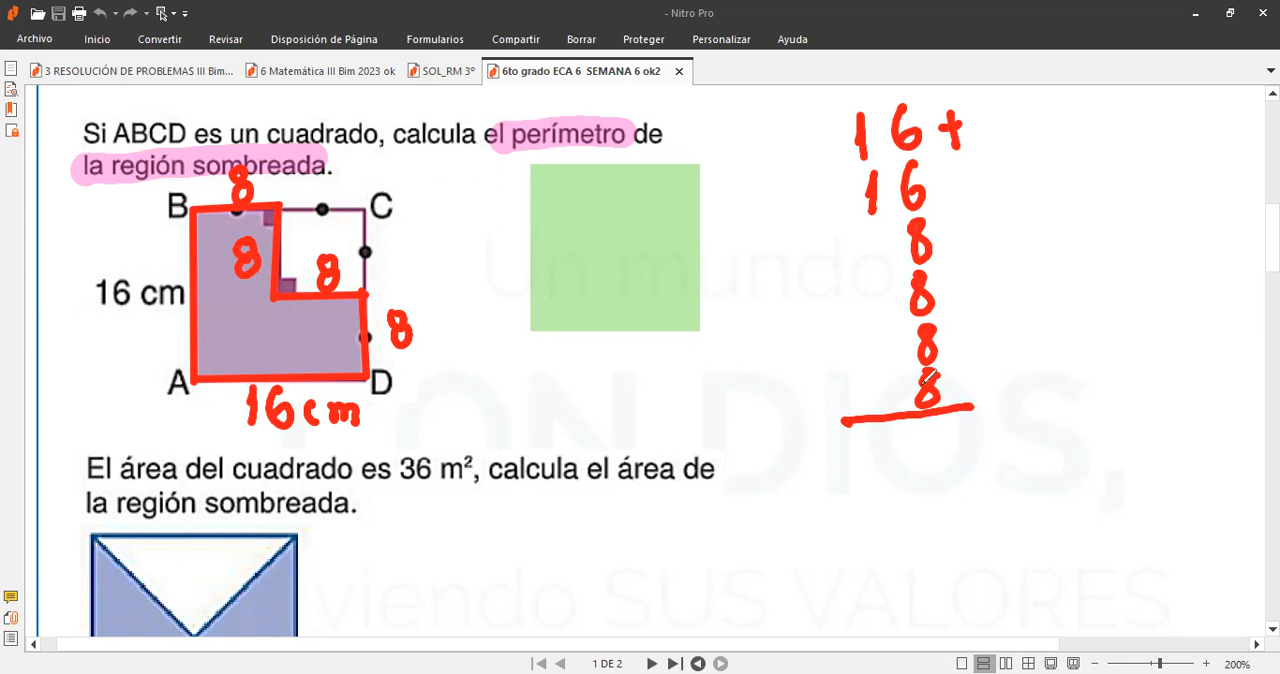 - Nitro Pro
Archivo Inicio Convertir Revisar Disposición de Página Formularios Compartir Borrar Proteger Personalizar Ayuda
3 RESOLUCIÓN DE PROBLEMAS III Bim... 6 Matemática III Bim 2023 ok SOL_RM 3° 6to grado ECA 6 SEMANA 6 ok2
Si ABCD es un cuadrado, calcula el perímetro de
la región sombreada.
8
B C
8
8
16 cm
8
A D
16cm
16+
16
8
8
8
8
Un mundo
CON DIOS,
viendo SUS VALORES
El área del cuadrado es 36 m², calcula el área de
la región sombreada.
1 DE 2
200%